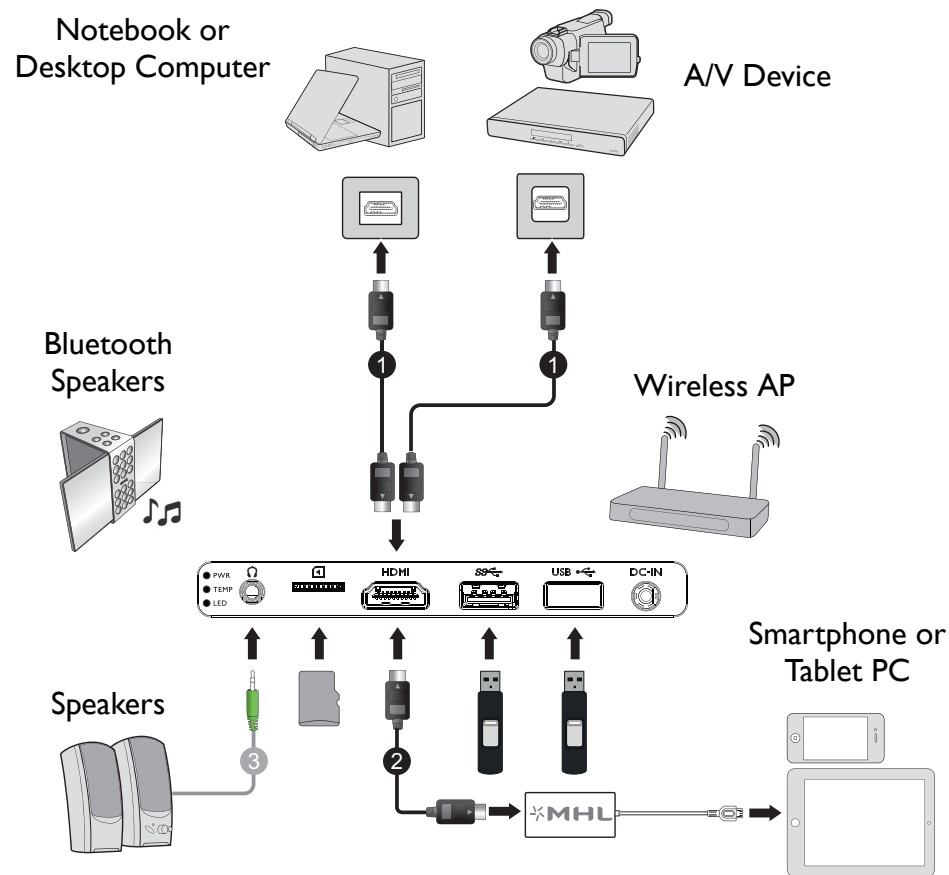 Notebook or
Desktop Computer
A/V Device
1
1
Bluetooth
Speakers
Wireless AP
PWR
TEMP
LED
HDMI
SS
USB
DC-IN
Smartphone or
Tablet PC
Speakers
3
2
MHL